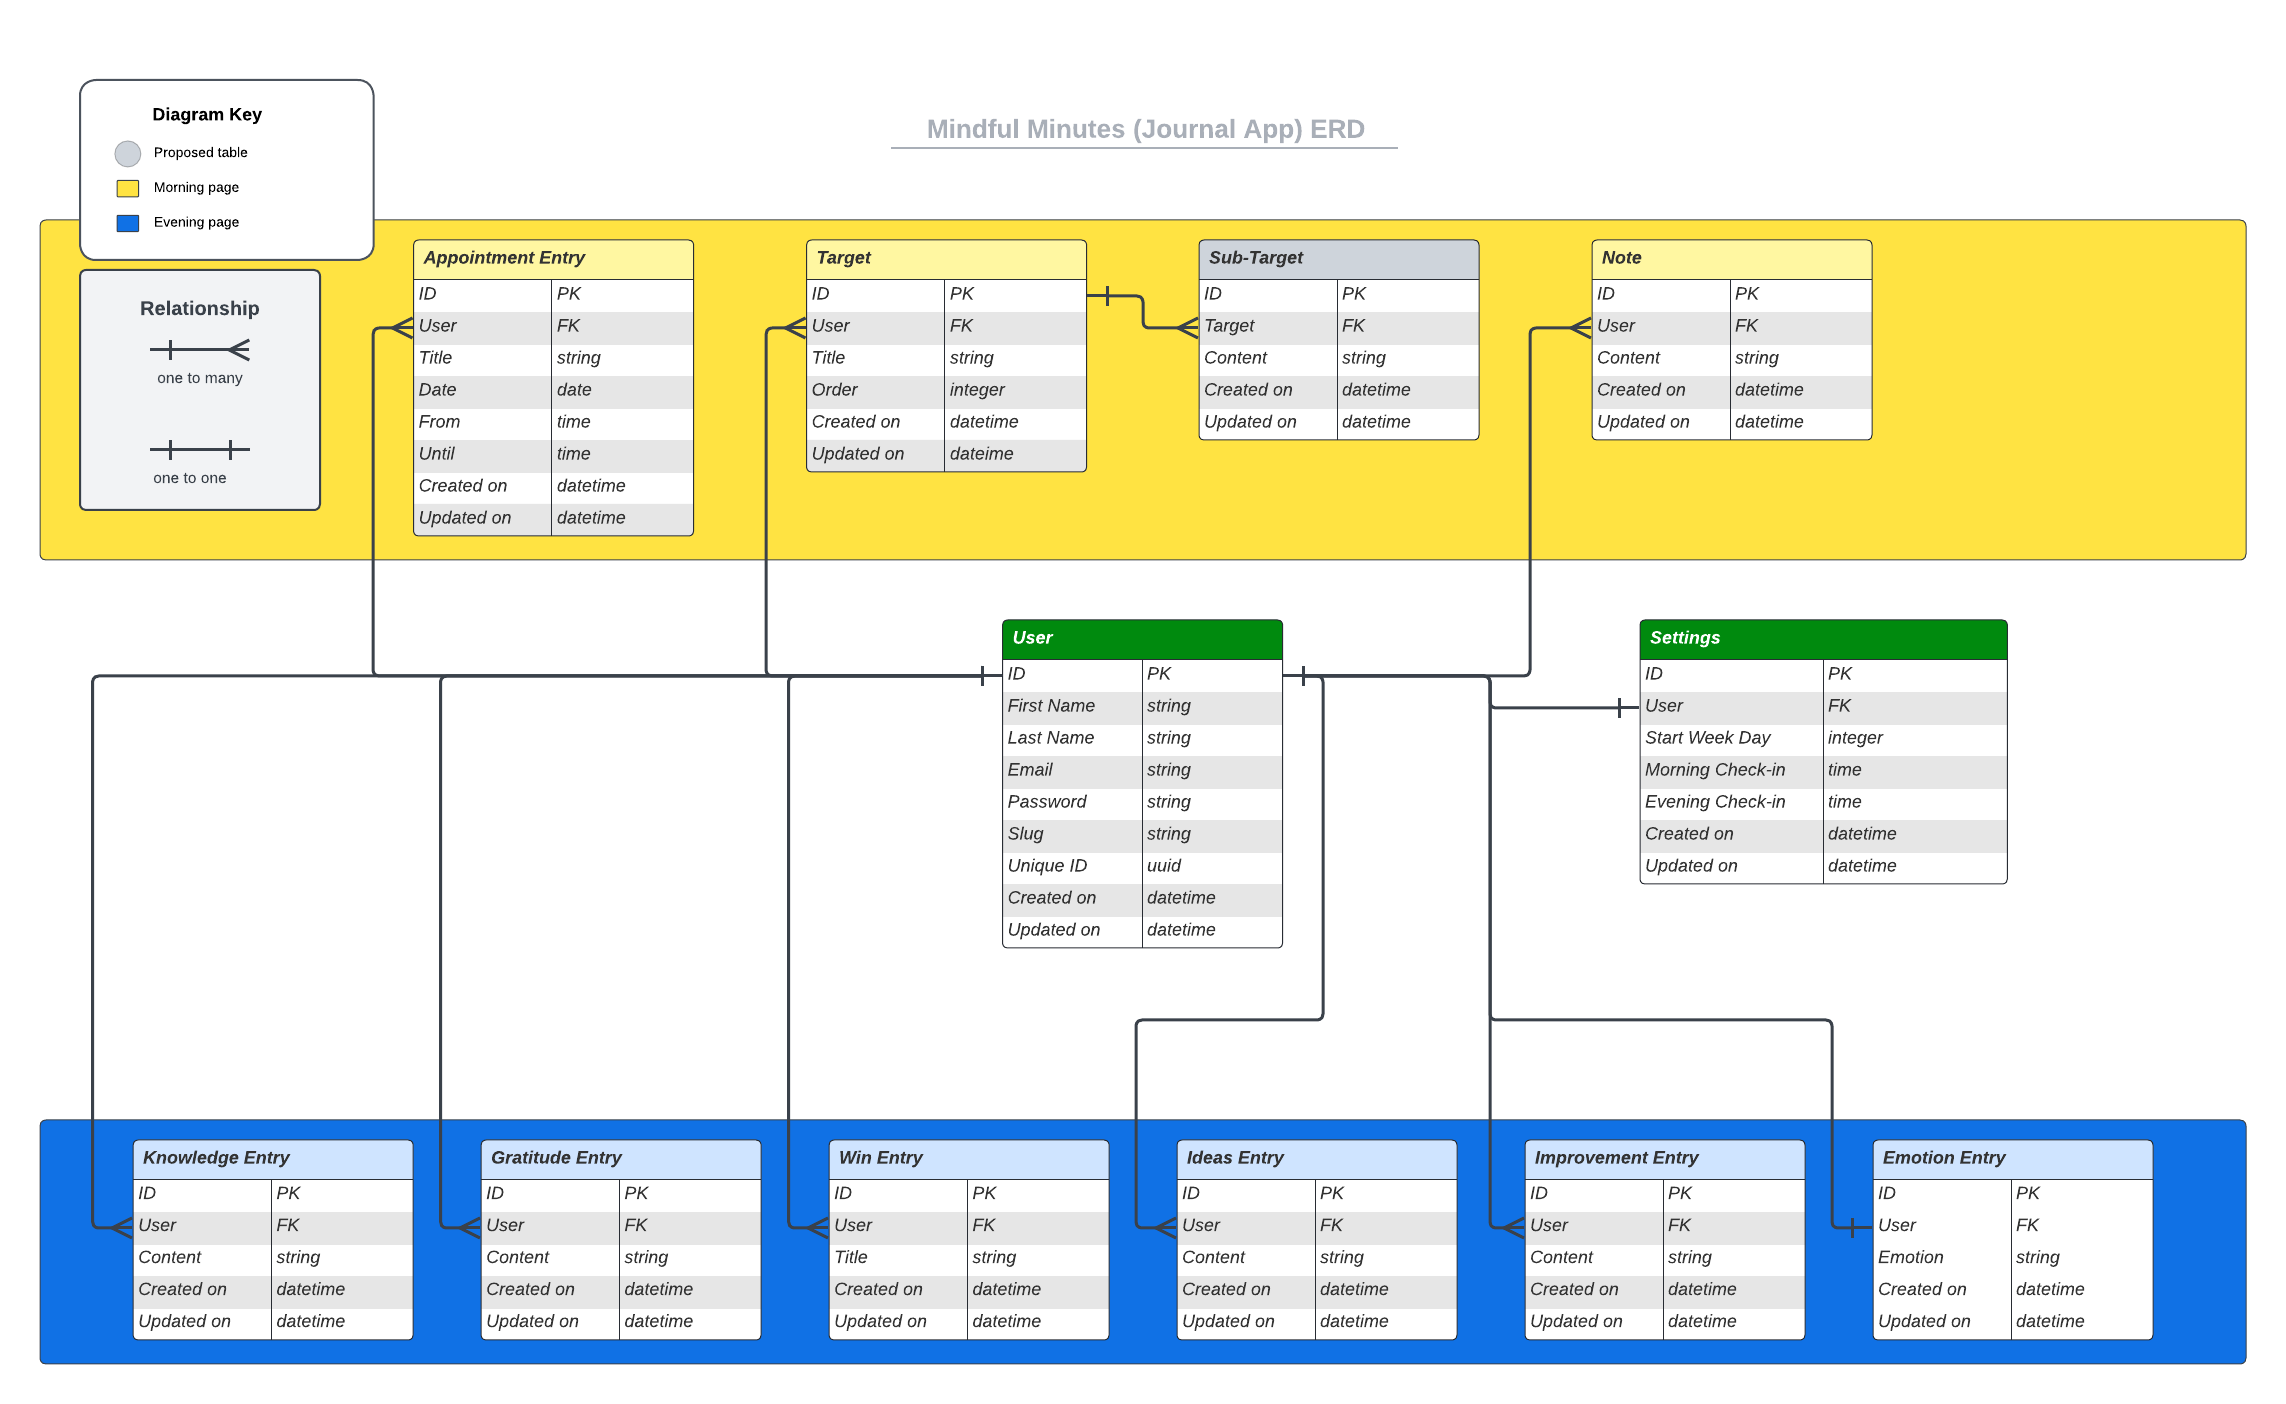 Mindful Minutes (Journal App) ERD
Diagram Key
Proposed table
Morning page
Evening page
Relationship
one to many
one to one
Appointment Entry
ID PK
User FK
Title string
Date date
From time
Until time
Created on datetime
Updated on datetime
Target
ID PK
User FK
Title string
Order integer
Created on datetime
Updated on dateime
Sub-Target
ID PK
Target FK
Content string
Created on datetime
Updated on datetime
Note
ID PK
User FK
Content string
Created on datetime
Updated on datetime
User
ID PK
First Name string
Last Name string
Email string
Password string
Slug string
Unique ID uuid
Created on datetime
Updated on datetime
Settings
ID PK
User FK
Start Week Day integer
Morning Check-in time
Evening Check-in time
Created on datetime
Updated on datetime
Knowledge Entry
ID PK
User FK
Content string
Created on datetime
Updated on datetime
Gratitude Entry
ID PK
User FK
Content string
Created on datetime
Updated on datetime
Win Entry
ID PK
User FK
Title string
Created on datetime
Updated on datetime
Ideas Entry
ID PK
User FK
Content string
Created on datetime
Updated on datetime
Improvement Entry
ID PK
User FK
Content string
Created on datetime
Updated on datetime
Emotion Entry
ID PK
User FK
Emotion string
Created on datetime
Updated on datetime